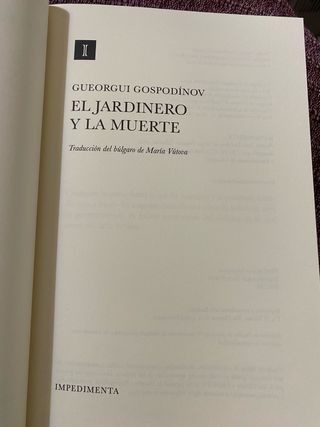 GUEORGUI GOSPODÍNOV
EL JARDINERO
Y LA MUERTE
Traducción del búlgaro de María Vútova
IMPEDIMENTA